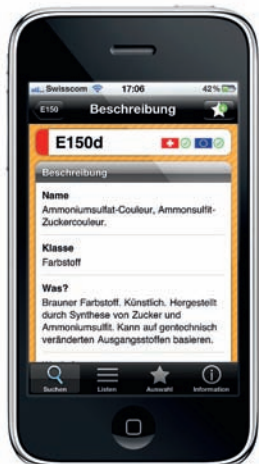 Swisscom 17:06 42%
E150 Beschreibung
E150d
Beschreibung
Name
Ammoniumsulfat-Couleur, Ammonsulfit-
Zuckercouleur.
Klasse
Farbstoff
Was?
Brauner Farbstoff. Künstlich. Hergestellt
durch Synthese von Zucker und
Ammoniumsulfit. Kann auf gentechnisch
veränderten Ausgangsstoffen basieren.
Suchen Listen Auswahl Information